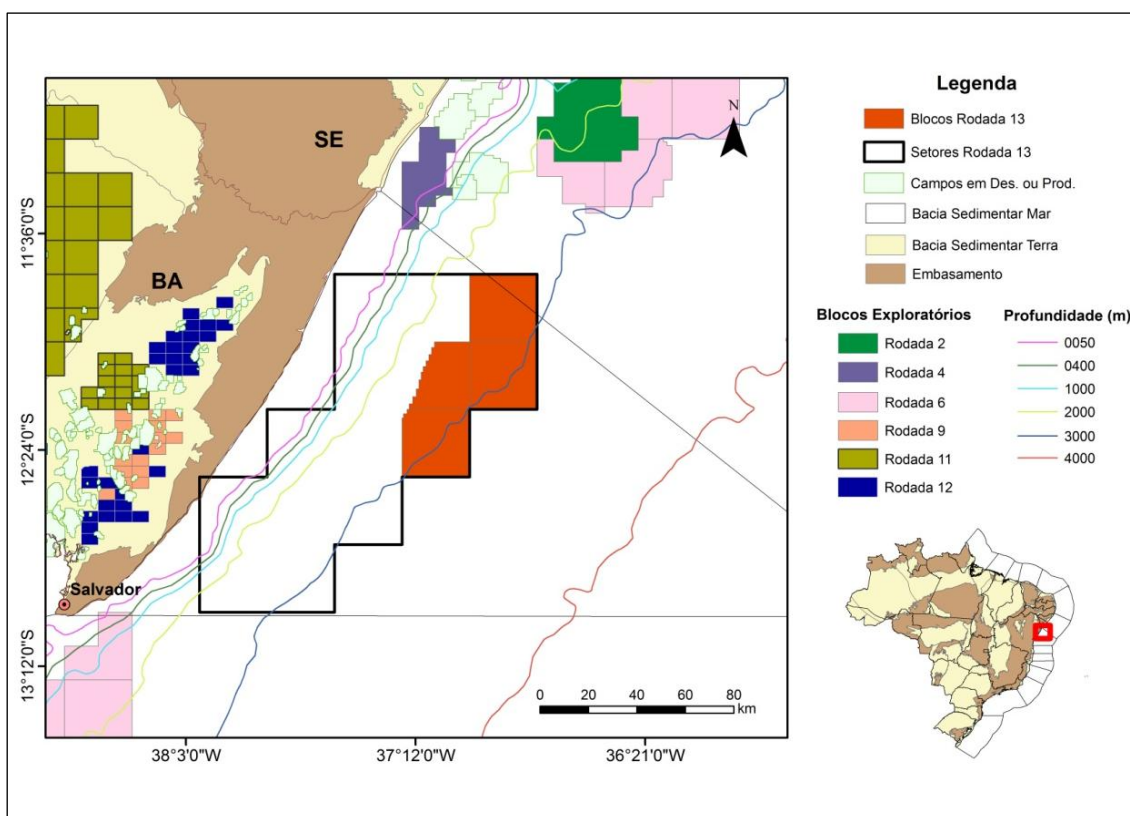 SE
BA
Salvador
N
11°36'0"S
12°24'0"S
13°12'0"S
38°3'0"W
37°12'0"W
36°21'0"W
0 20 40 60 80
km
Legenda
Blocos Rodada 13
Setores Rodada 13
Campos em Des. ou Prod.
Bacia Sedimentar Mar
Bacia Sedimentar Terra
Embasamento
Blocos Exploratórios
Rodada 2
Rodada 4
Rodada 6
Rodada 9
Rodada 11
Rodada 12
Profundidade (m)
0050
0400
1000
2000
3000
4000